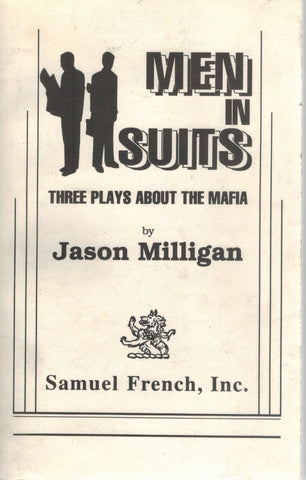 MEN
IN
SUITS
THREE PLAYS ABOUT THE MAFIA
by
Jason Milligan
Samuel French, Inc.